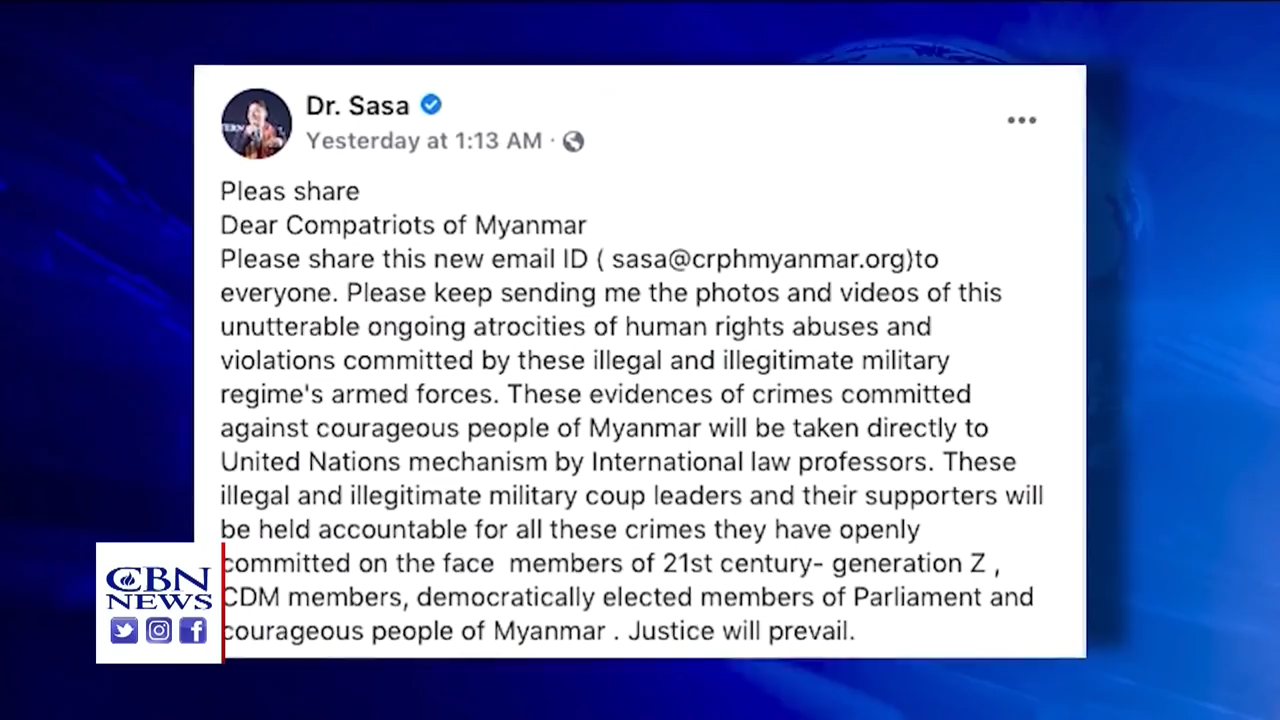 Dr. Sasa
Yesterday at 1:13 AM ·
Pleas share
Dear Compatriots of Myanmar
Please share this new email ID ( sasa@crphmyanmar.org)to
everyone. Please keep sending me the photos and videos of this
unutterable ongoing atrocities of human rights abuses and
violations committed by these illegal and illegitimate military
regime's armed forces. These evidences of crimes committed
against courageous people of Myanmar will be taken directly to
United Nations mechanism by International law professors. These
illegal and illegitimate military coup leaders and their supporters will
be held accountable for all these crimes they have openly
committed on the face  members of 21st century- generation Z ,
CDM members, democratically elected members of Parliament and
courageous people of Myanmar . Justice will prevail.
CBN
NEWS